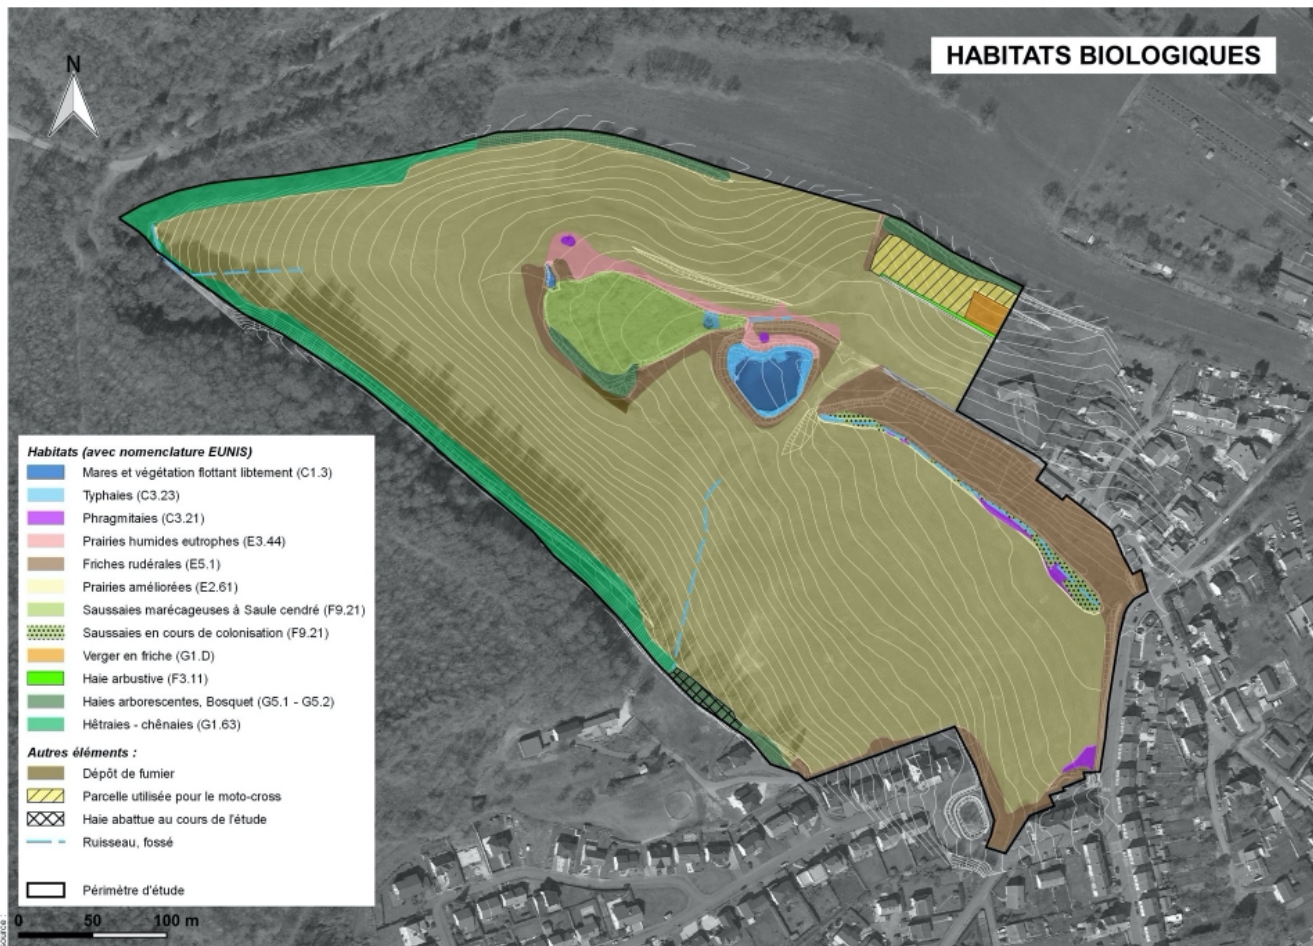 HABITATS BIOLOGIQUES
N
Habitats (avec nomenclature EUNIS)
Mares et végétation flottant libtement (C1.3)
Typhaies (C3.23)
Phragmitaies (C3.21)
Prairies humides eutrophes (E3.44)
Friches rudérales (E5.1)
Prairies améliorées (E2.61)
Saussaies marécageuses à Saule cendré (F9.21)
Saussaies en cours de colonisation (F9.21)
Verger en friche (G1.D)
Haie arbustive (F3.11)
Haies arborescentes, Bosquet (G5.1 - G5.2)
Hêtraies - chênaies (G1.63)
Autres éléments :
Dépôt de fumier
Parcelle utilisée pour le moto-cross
Haie abattue au cours de l'étude
Ruisseau, fossé
Périmètre d'étude
0 50 100 m
Source :